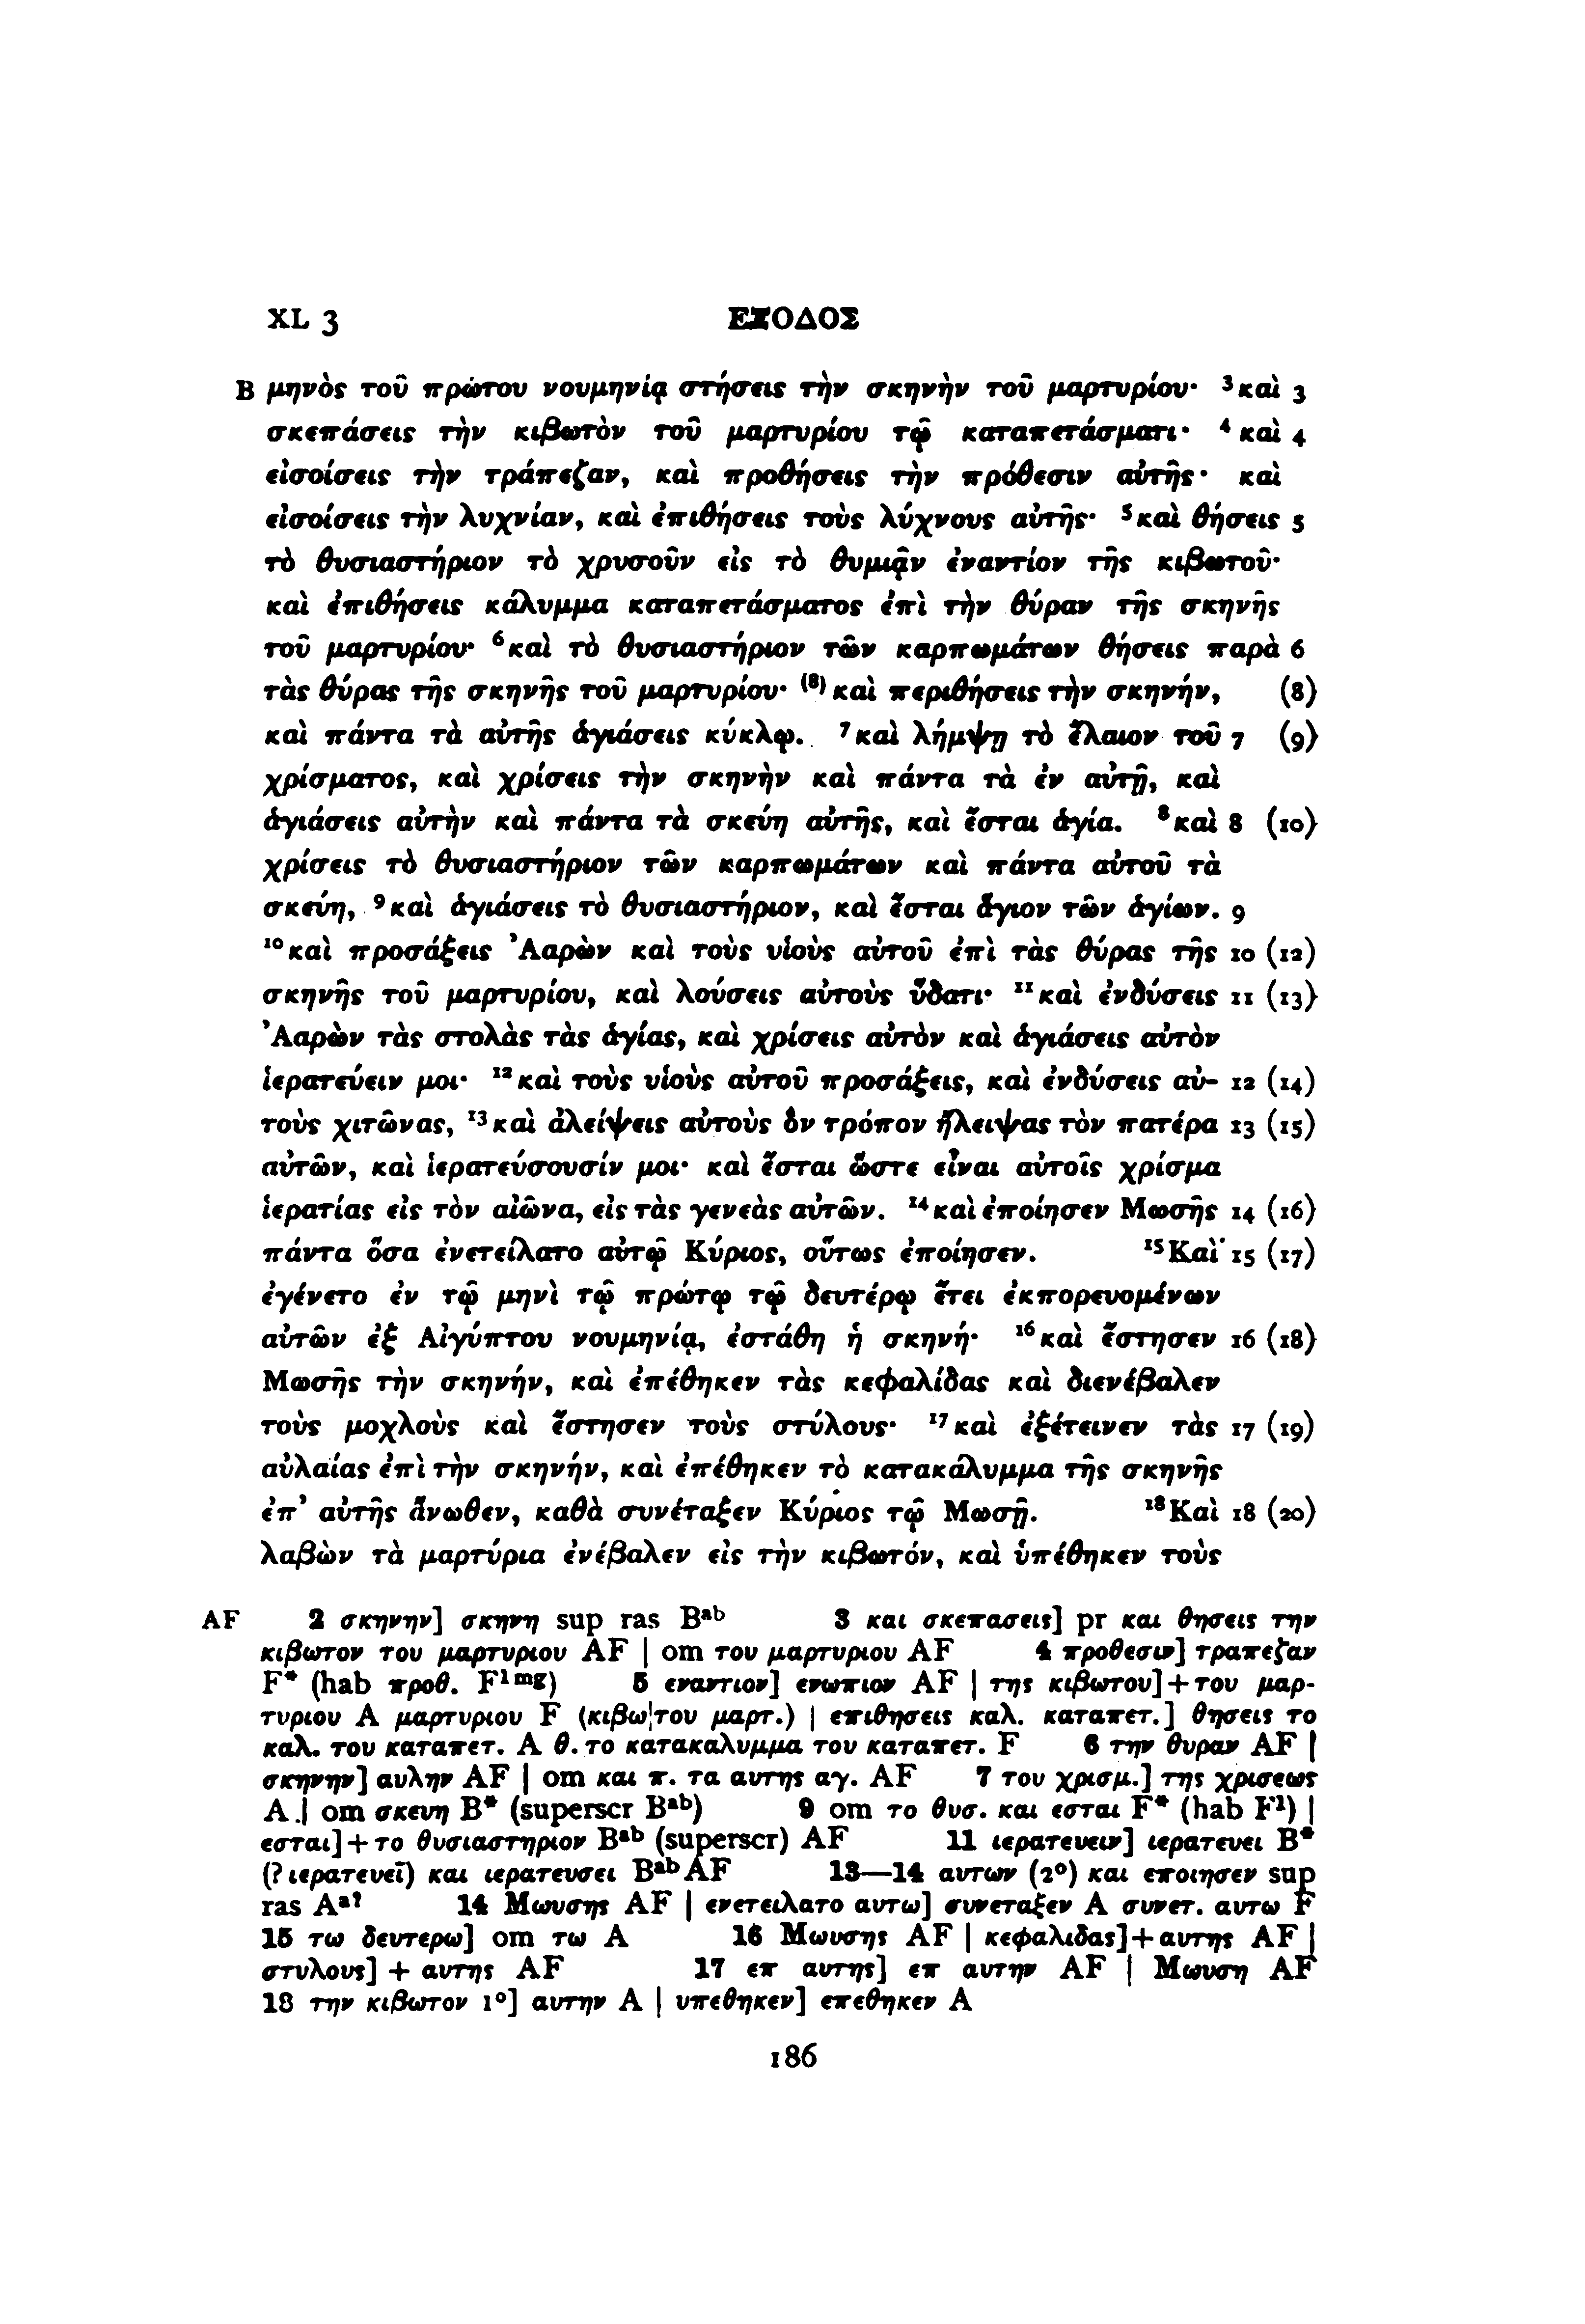 XL 3 ΕΞΟΔΟΣ
B μηνὸς τοῦ πρώτου νουμηνίᾳ στήσεις τὴν σκηνὴν τοῦ μαρτυρίου· ³καὶ 3
σκεπάσεις τὴν κιβωτὸν τοῦ μαρτυρίου τῷ καταπετάσματι· ⁴καὶ 4
εἰσοίσεις τὴν τράπεζαν, καὶ προθήσεις τὴν πρόθεσιν αὐτῆς· καὶ
εἰσοίσεις τὴν λυχνίαν, καὶ ἐπιθήσεις τοὺς λύχνους αὐτῆς· ⁵καὶ θήσεις 5
τὸ θυσιαστήριον τὸ χρυσοῦν εἰς τὸ θυμιᾷν ἐναντίον τῆς κιβωτοῦ·
καὶ ἐπιθήσεις κάλυμμα καταπετάσματος ἐπὶ τὴν θύραν τῆς σκηνῆς
τοῦ μαρτυρίου· ⁶καὶ τὸ θυσιαστήριον τῶν καρπωμάτων θήσεις παρὰ 6
τὰς θύρας τῆς σκηνῆς τοῦ μαρτυρίου· ⁽⁸⁾καὶ περιθήσεις τὴν σκηνήν, (8)
καὶ πάντα τὰ αὐτῆς ἁγιάσεις κύκλῳ. ⁷καὶ λήμψῃ τὸ ἔλαιον τοῦ 7 (9)
χρίσματος, καὶ χρίσεις τὴν σκηνὴν καὶ πάντα τὰ ἐν αὐτῇ, καὶ
ἁγιάσεις αὐτὴν καὶ πάντα τὰ σκεύη αὐτῆς, καὶ ἔσται ἁγία. ⁸καὶ 8 (10)
χρίσεις τὸ θυσιαστήριον τῶν καρπωμάτων καὶ πάντα αὐτοῦ τὰ
σκεύη, ⁹καὶ ἁγιάσεις τὸ θυσιαστήριον, καὶ ἔσται ἅγιον τῶν ἁγίων. 9
¹⁰καὶ προσάξεις Ἀαρὼν καὶ τοὺς υἱοὺς αὐτοῦ ἐπὶ τὰς θύρας τῆς 10 (12)
σκηνῆς τοῦ μαρτυρίου, καὶ λούσεις αὐτοὺς ὕδατι· ¹¹καὶ ἐνδύσεις 11 (13)
Ἀαρὼν τὰς στολὰς τὰς ἁγίας, καὶ χρίσεις αὐτὸν καὶ ἁγιάσεις αὐτὸν
ἱερατεύειν μοι· ¹²καὶ τοὺς υἱοὺς αὐτοῦ προσάξεις, καὶ ἐνδύσεις αὐ- 12 (14)
τοὺς χιτῶνας, ¹³καὶ ἀλείψεις αὐτοὺς ὃν τρόπον ἤλειψας τὸν πατέρα 13 (15)
αὐτῶν, καὶ ἱερατεύσουσίν μοι· καὶ ἔσται ὥστε εἶναι αὐτοῖς χρίσμα
ἱερατίας εἰς τὸν αἰῶνα, εἰς τὰς γενεὰς αὐτῶν. ¹⁴καὶ ἐποίησεν Μωσῆς 14 (16)
πάντα ὅσα ἐνετείλατο αὐτῷ Κύριος, οὕτως ἐποίησεν. ¹⁵Καὶ 15 (17)
ἐγένετο ἐν τῷ μηνὶ τῷ πρώτῳ τῷ δευτέρῳ ἔτει ἐκπορευομένων
αὐτῶν ἐξ Αἰγύπτου νουμηνίᾳ, ἐστάθη ἡ σκηνή· ¹⁶καὶ ἔστησεν 16 (18)
Μωσῆς τὴν σκηνήν, καὶ ἐπέθηκεν τὰς κεφαλίδας καὶ διενέβαλεν
τοὺς μοχλοὺς καὶ ἔστησεν τοὺς στύλους· ¹⁷καὶ ἐξέτεινεν τὰς 17 (19)
αὐλαίας ἐπὶ τὴν σκηνήν, καὶ ἐπέθηκεν τὸ κατακάλυμμα τῆς σκηνῆς
ἐπ’ αὐτῆς ἄνωθεν, καθὰ συνέταξεν Κύριος τῷ Μωσῇ. ¹⁸Καὶ 18 (20)
λαβὼν τὰ μαρτύρια ἐνέβαλεν εἰς τὴν κιβωτόν, καὶ ὑπέθηκεν τοὺς
AF 2 σκηνην] σκηνη sup ras Bᵃᵇ 3 και σκεπασεις] pr και θησεις την
κιβωτον του μαρτυριου AF | om του μαρτυριου AF 4 προθεσιν] τραπεζαν
F* (hab προθ. F¹ᵐᵍ) 5 εναντιον] ενωπιον AF | της κιβωτου]+του μαρ-
τυριου A μαρτυριου F (κιβω|του μαρτ.) | επιθησεις καλ. καταπετ.] θησεις το
καλ. του καταπετ. A θ. το κατακαλυμμα του καταπετ. F 6 την θυραν AF |
σκηνην] αυλην AF | om και π. τα αυτης αγ. AF 7 του χρισμ.] της χρισεως
A | om σκευη B* (superscr Bᵃᵇ) 9 om το θυσ. και εσται F* (hab F¹) |
εσται]+το θυσιαστηριον Bᵃᵇ (superscr) AF 11 ιερατευειν] ιερατευει B*
(? ιερατευεῖ) και ιερατευσει Bᵃᵇ AF 13—14 αυτων (2°) και εποιησεν sup
ras Aᵃ? 14 Μωυσης AF | ενετειλατο αυτω] συνεταξεν A συνετ. αυτω F
15 τω δευτερω] om τω A 16 Μωυσης AF | κεφαλιδας]+αυτης AF |
στυλους] + αυτης AF 17 επ αυτης] επ αυτην AF | Μωυση AF
18 την κιβωτον 1°] αυτην A | υπεθηκεν] επεθηκεν A
186